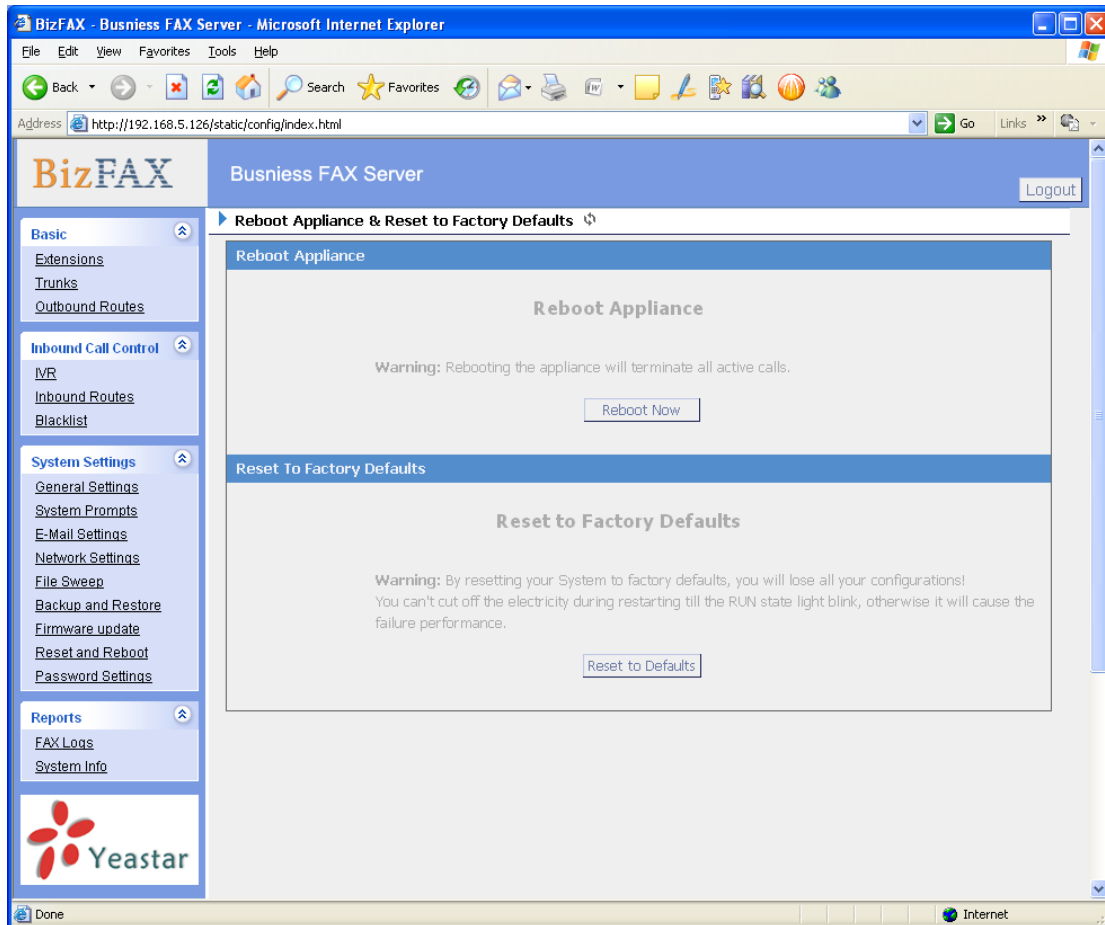 BizFAX - Busniess FAX Server - Microsoft Internet Explorer
File Edit View Favorites Tools Help
Back Search Favorites
Address http://192.168.5.126/static/config/index.html Go Links »
BizFAX
Busniess FAX Server
Logout
Reboot Appliance & Reset to Factory Defaults
Basic
Extensions
Trunks
Outbound Routes
Inbound Call Control
IVR
Inbound Routes
Blacklist
System Settings
General Settings
System Prompts
E-Mail Settings
Network Settings
File Sweep
Backup and Restore
Firmware update
Reset and Reboot
Password Settings
Reports
FAX Logs
System Info
Yeastar
Reboot Appliance
Reboot Appliance
Warning: Rebooting the appliance will terminate all active calls.
Reboot Now
Reset To Factory Defaults
Reset to Factory Defaults
Warning: By resetting your System to factory defaults, you will lose all your configurations!
You can't cut off the electricity during restarting till the RUN state light blink, otherwise it will cause the
failure performance.
Reset to Defaults
Done Internet